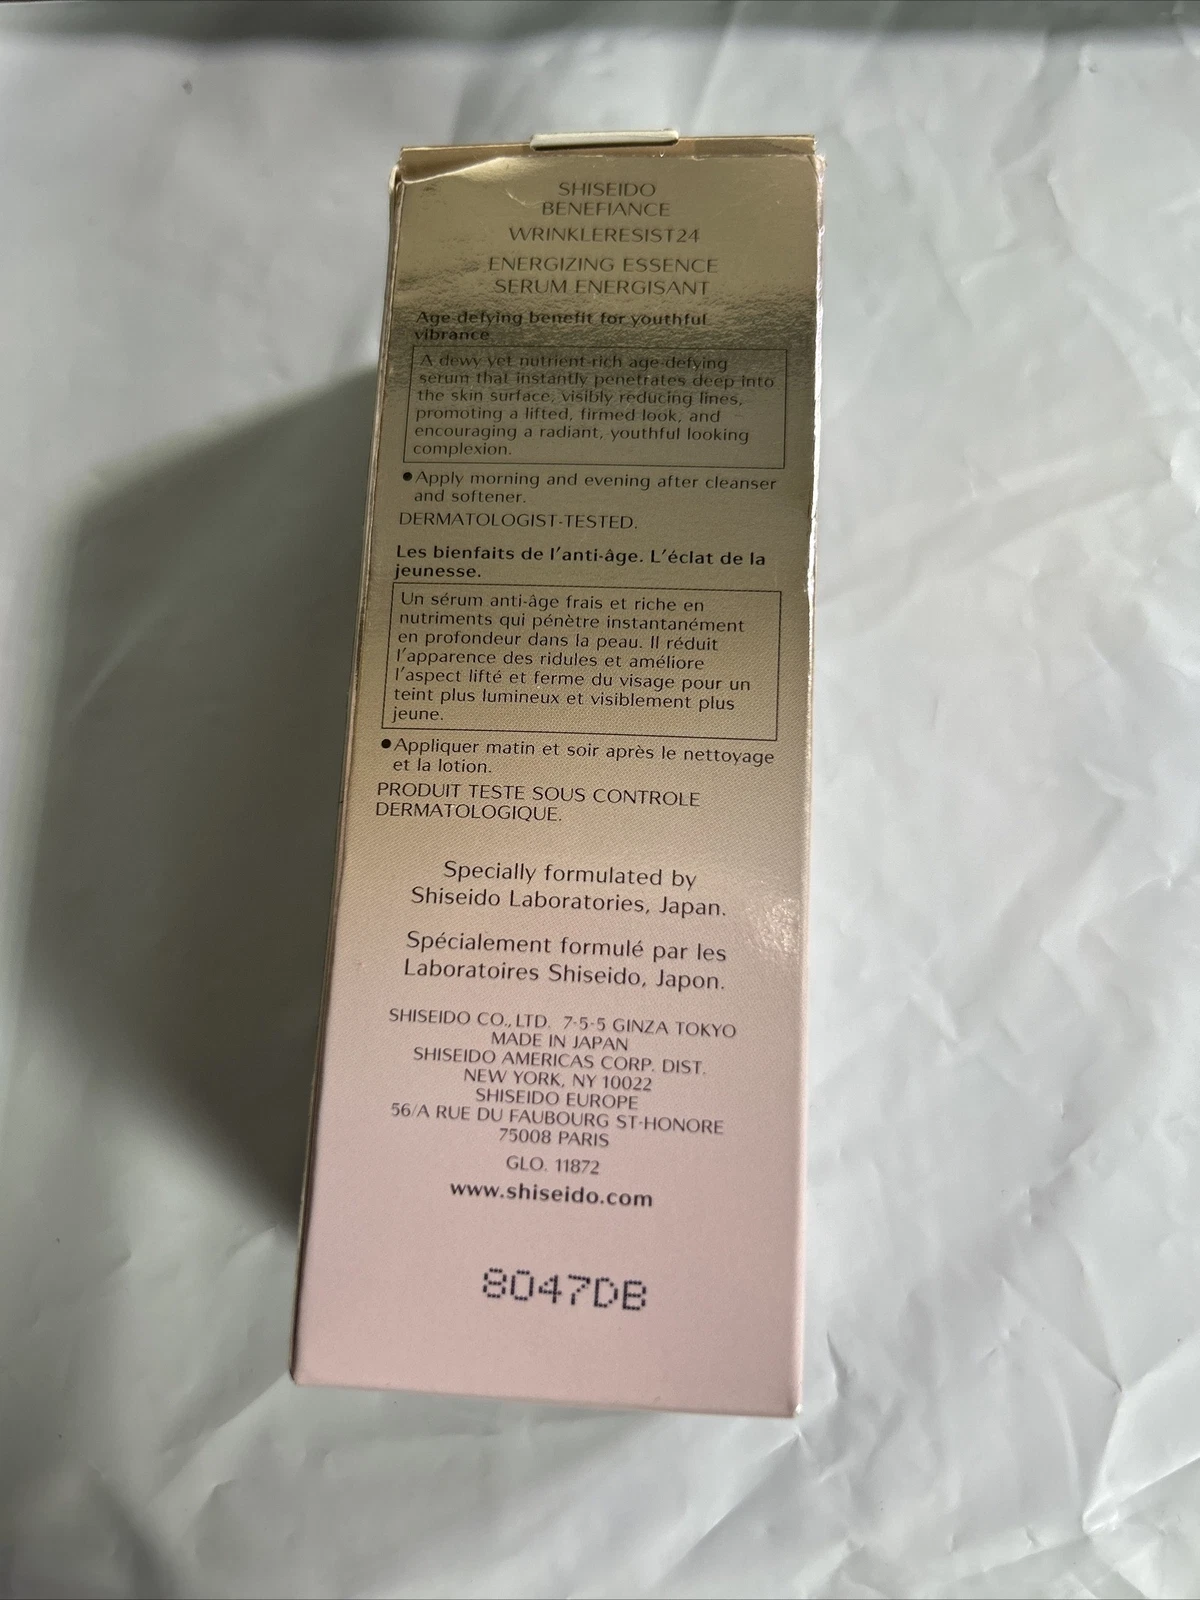 SHISEIDO
BENEFIANCE
WRINKLERESIST24
ENERGIZING ESSENCE
SERUM ENERGISANT
Age-defying benefit for youthful
vibrance
A dewy yet nutrient-rich age-defying
serum that instantly penetrates deep into
the skin surface, visibly reducing lines,
promoting a lifted, firmed look, and
encouraging a radiant, youthful looking
complexion.
●Apply morning and evening after cleanser
and softener.
DERMATOLOGIST-TESTED.
Les bienfaits de l'anti-âge. L'éclat de la
jeunesse.
Un sérum anti-âge frais et riche en
nutriments qui pénètre instantanément
en profondeur dans la peau. Il réduit
l'apparence des ridules et améliore
l'aspect lifté et ferme du visage pour un
teint plus lumineux et visiblement plus
jeune.
●Appliquer matin et soir après le nettoyage
et la lotion.
PRODUIT TESTE SOUS CONTROLE
DERMATOLOGIQUE.
Specially formulated by
Shiseido Laboratories, Japan.
Spécialement formulé par les
Laboratoires Shiseido, Japon.
SHISEIDO CO., LTD. 7-5-5 GINZA TOKYO
MADE IN JAPAN
SHISEIDO AMERICAS CORP. DIST.
NEW YORK, NY 10022
SHISEIDO EUROPE
56/A RUE DU FAUBOURG ST-HONORE
75008 PARIS
GLO. 11872
www.shiseido.com
8047DB